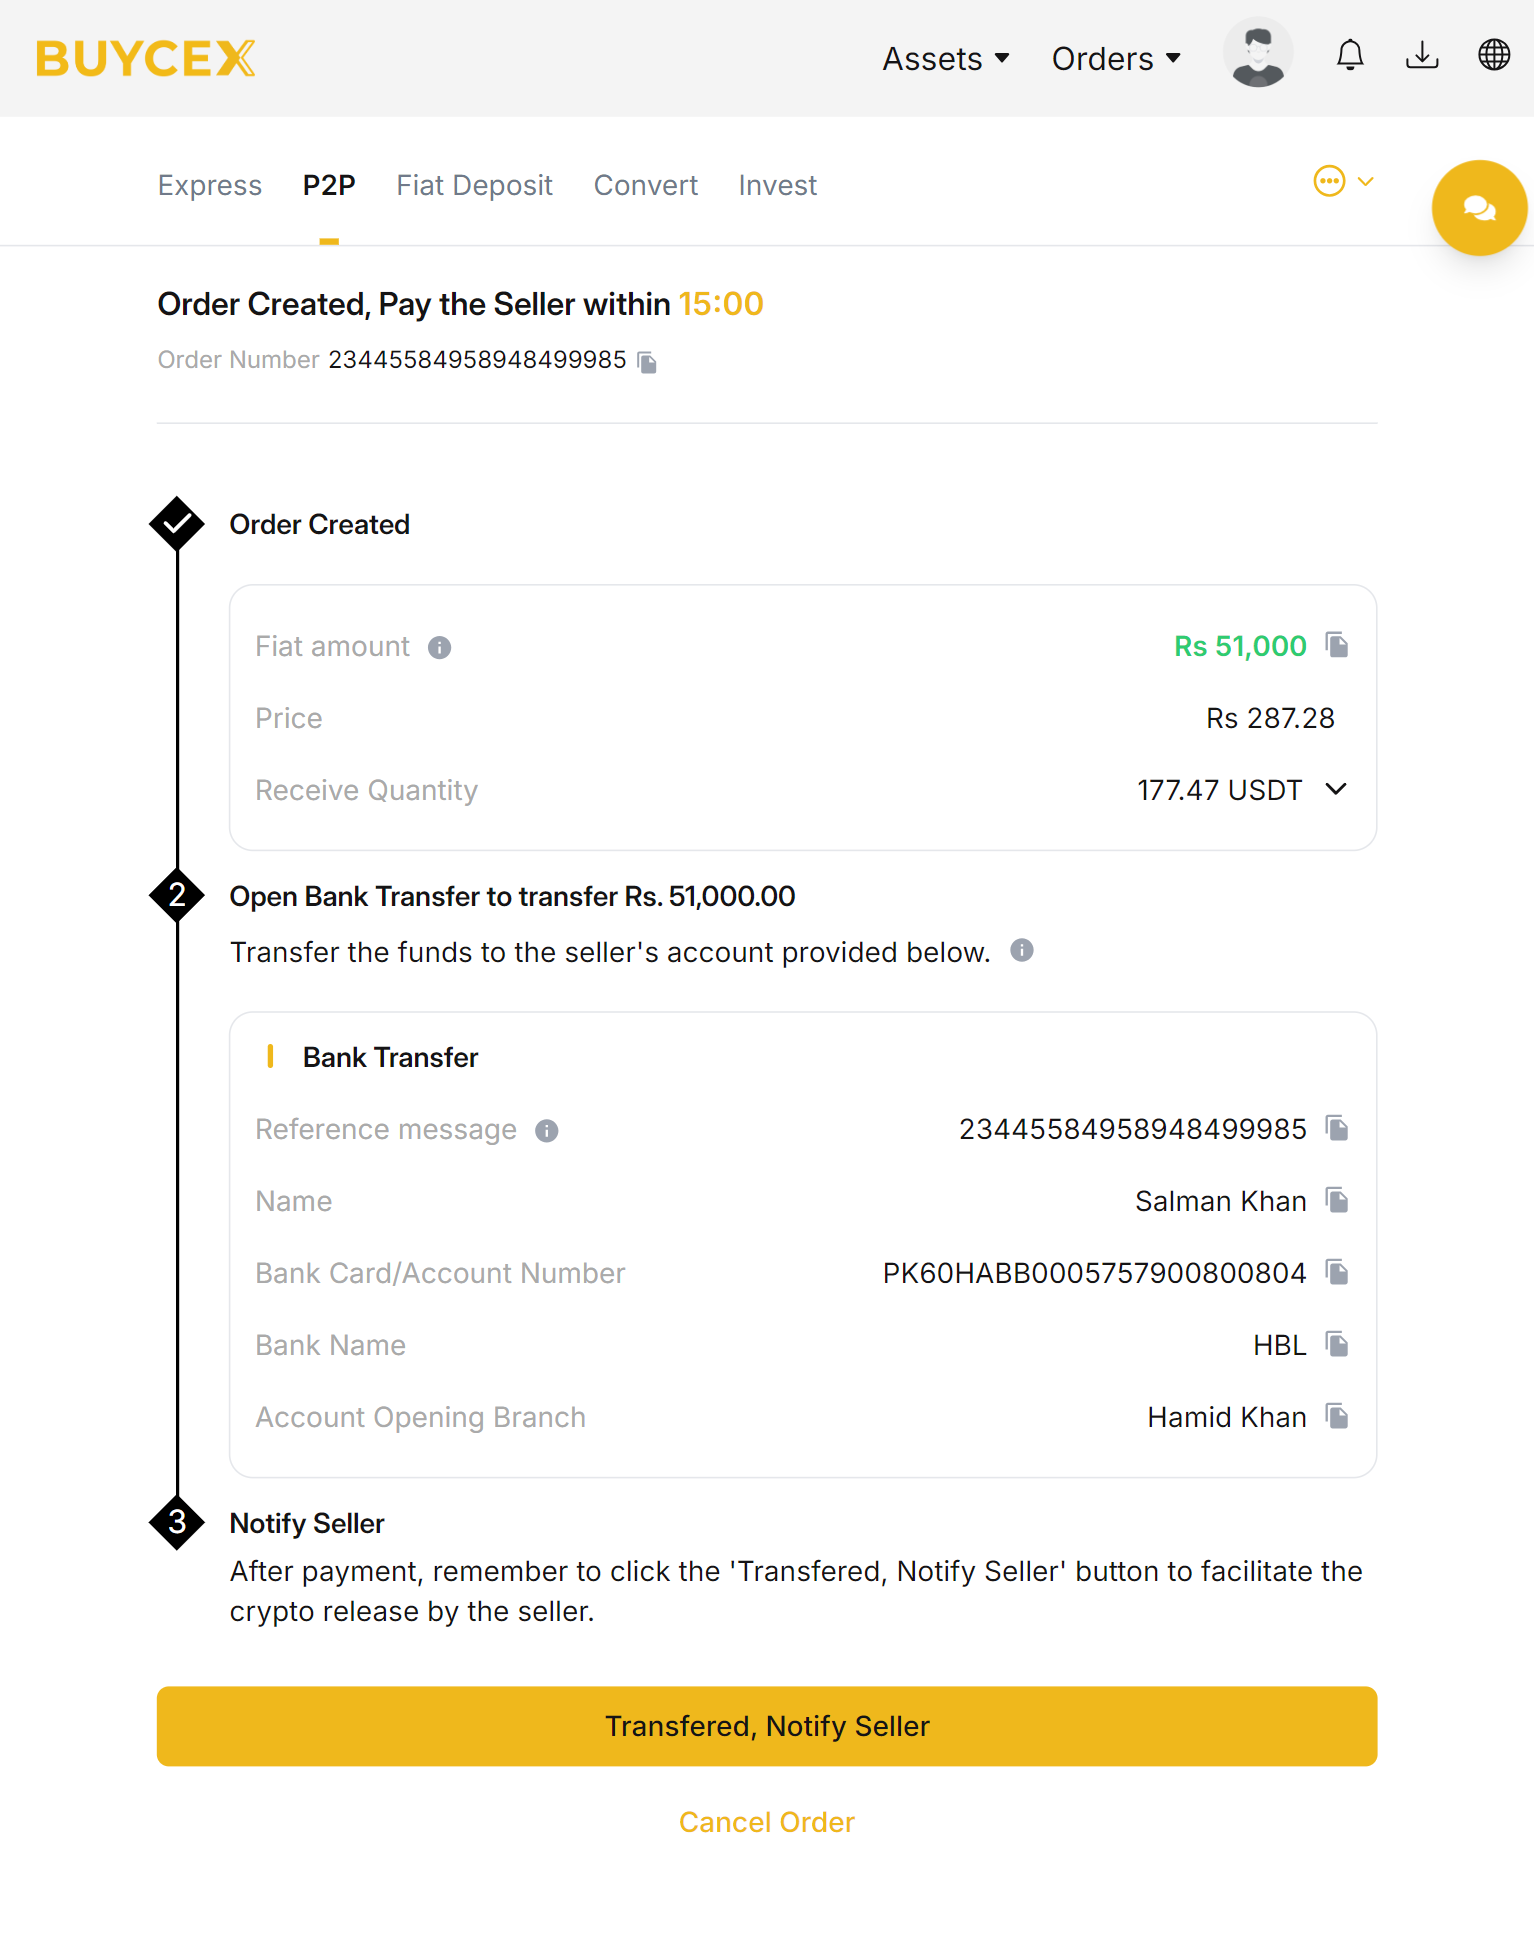 BUYCEX
Assets Orders
Express P2P Fiat Deposit Convert Invest
Order Created, Pay the Seller within 15:00
Order Number 23445584958948499985
Order Created
Fiat amount Rs 51,000
Price Rs 287.28
Receive Quantity 177.47 USDT
2 Open Bank Transfer to transfer Rs. 51,000.00
Transfer the funds to the seller's account provided below.
Bank Transfer
Reference message 23445584958948499985
Name Salman Khan
Bank Card/Account Number PK60HABB0005757900800804
Bank Name HBL
Account Opening Branch Hamid Khan
3 Notify Seller
After payment, remember to click the 'Transfered, Notify Seller' button to facilitate the
crypto release by the seller.
Transfered, Notify Seller
Cancel Order